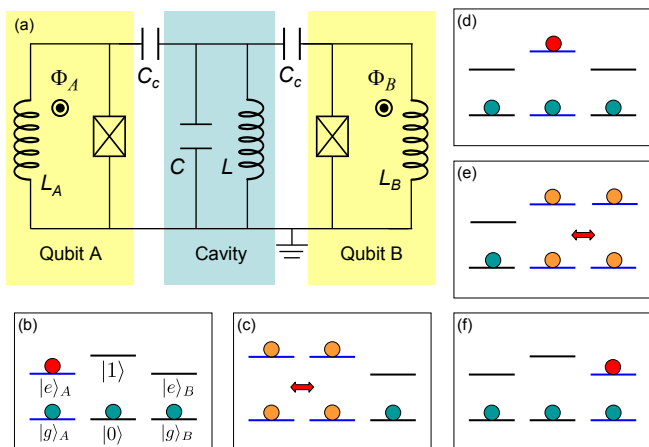 (a)
C_c
C_c
Φ_A
Φ_B
L_A
C
L
L_B
Qubit A
Cavity
Qubit B
(b)
|e⟩_A
|1⟩
|e⟩_B
|g⟩_A
|0⟩
|g⟩_B
(c)
(d)
(e)
(f)